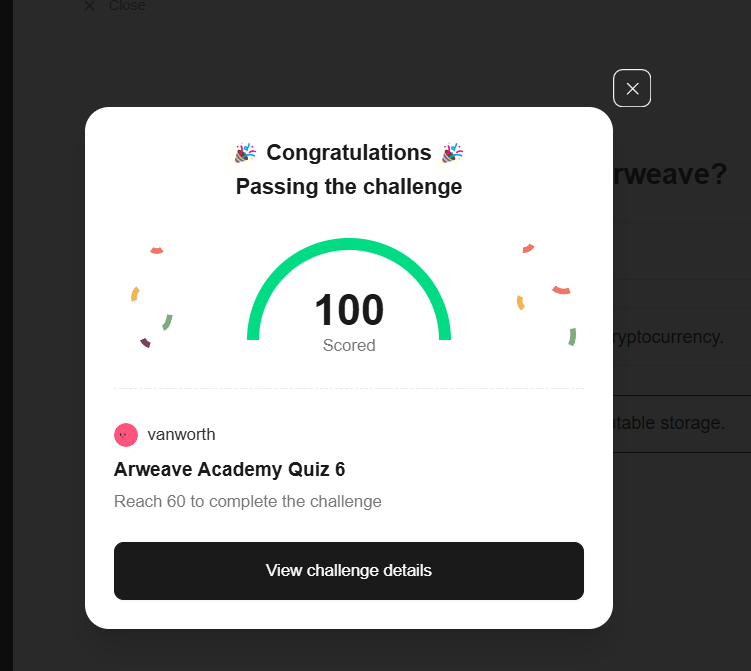 Close
Congratulations
Passing the challenge
rweave?
100
Scored
ryptocurrency.
table storage.
vanworth
Arweave Academy Quiz 6
Reach 60 to complete the challenge
View challenge details